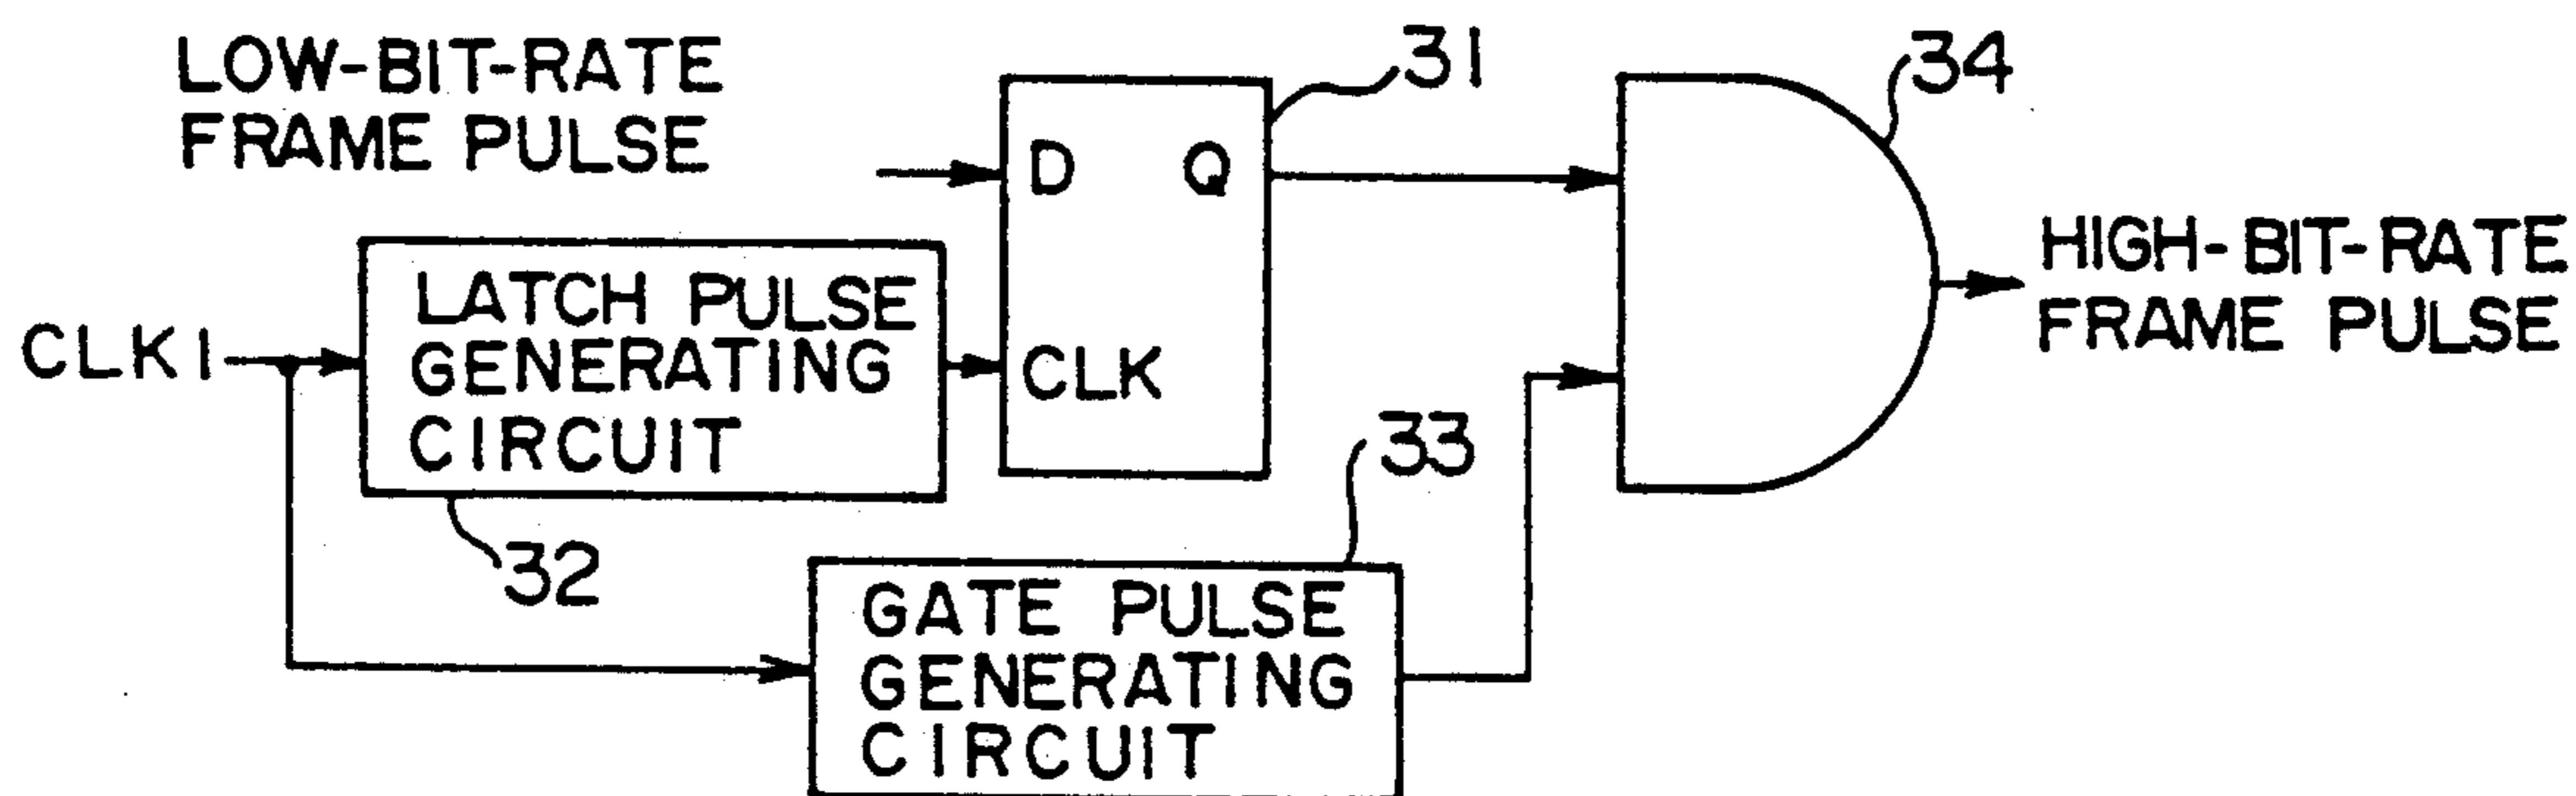 LOW-BIT-RATE
FRAME PULSE
31
34
D Q
HIGH-BIT-RATE
FRAME PULSE
LATCH PULSE
GENERATING
CIRCUIT
CLK1
CLK
32
33
GATE PULSE
GENERATING
CIRCUIT